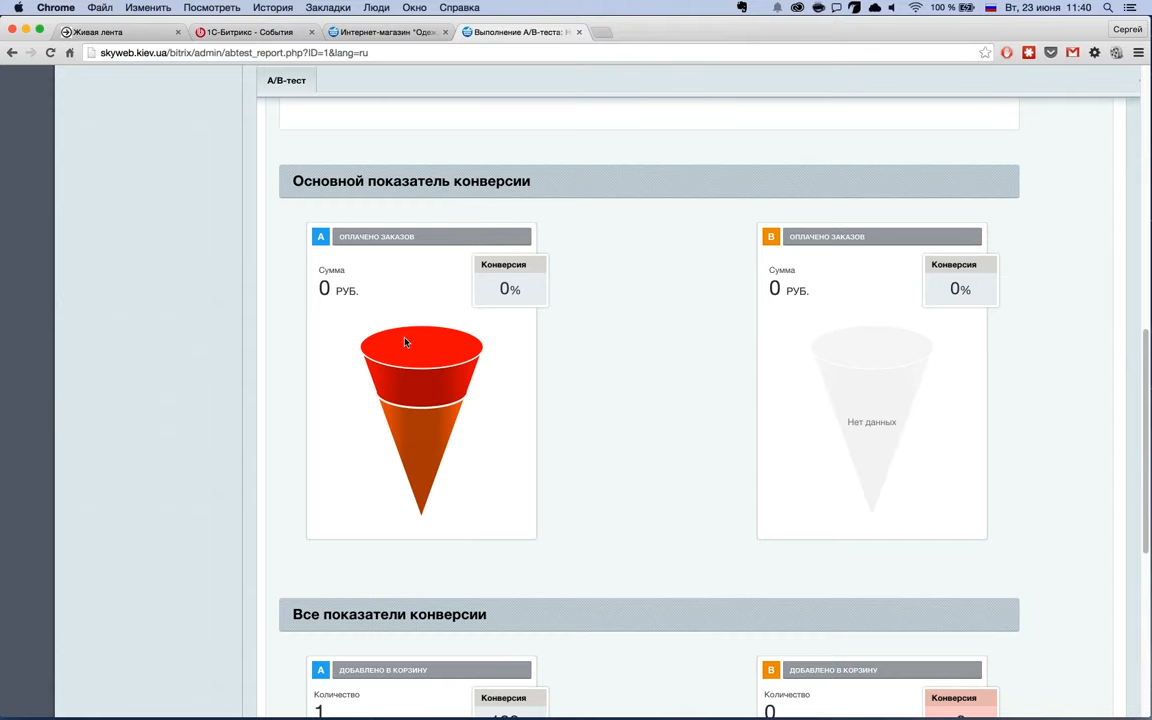 Chrome Файл Изменить Посмотреть История Закладки Люди Окно Справка 100 % Вт, 23 июня 11:40
Живая лента 1С-Битрикс - События Интернет-магазин "Одеж Выполнение A/B-теста: Сергей
skyweb.kiev.ua/bitrix/admin/abtest_report.php?ID=1&lang=ru
A/B-тест
Основной показатель конверсии
A ОПЛАЧЕНО ЗАКАЗОВ B ОПЛАЧЕНО ЗАКАЗОВ
Сумма Конверсия Сумма Конверсия
0 РУБ. 0% 0 РУБ. 0%
Нет данных
Все показатели конверсии
A ДОБАВЛЕНО В КОРЗИНУ B ДОБАВЛЕНО В КОРЗИНУ
Количество Конверсия Количество Конверсия
1 0